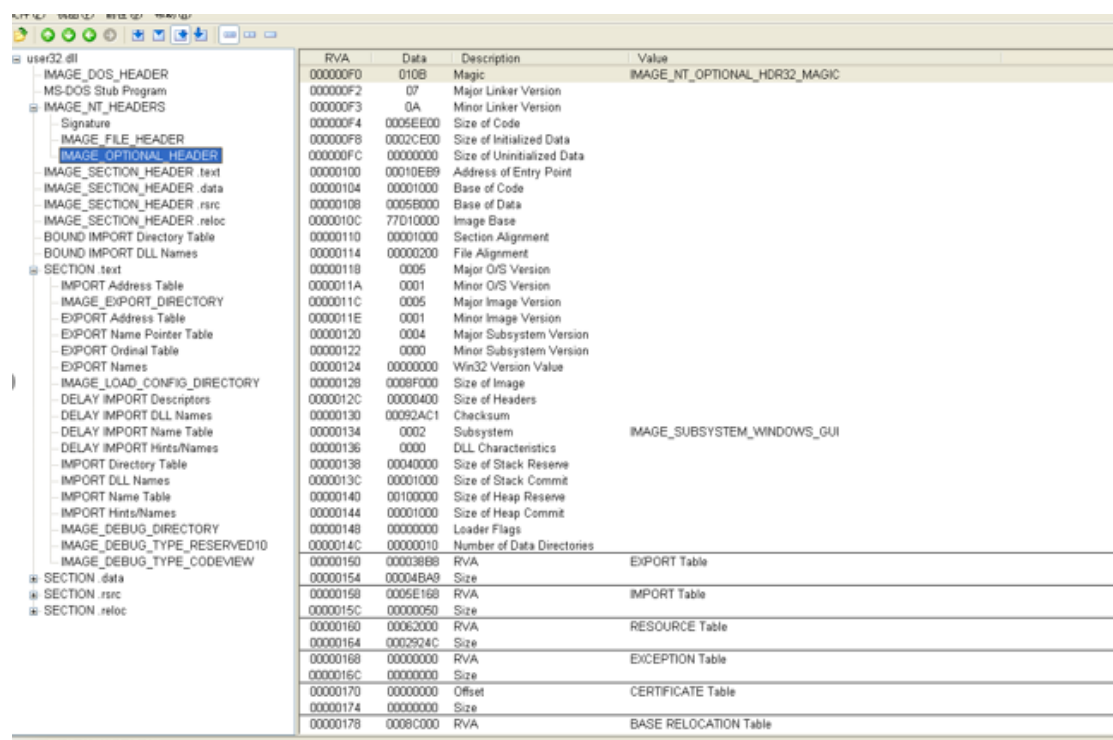 user32.dll
IMAGE_DOS_HEADER
MS-DOS Stub Program
IMAGE_NT_HEADERS
Signature
IMAGE_FILE_HEADER
IMAGE_OPTIONAL_HEADER
IMAGE_SECTION_HEADER .text
IMAGE_SECTION_HEADER .data
IMAGE_SECTION_HEADER .rsrc
IMAGE_SECTION_HEADER .reloc
BOUND IMPORT Directory Table
BOUND IMPORT DLL Names
SECTION .text
IMPORT Address Table
IMAGE_EXPORT_DIRECTORY
EXPORT Address Table
EXPORT Name Pointer Table
EXPORT Ordinal Table
EXPORT Names
IMAGE_LOAD_CONFIG_DIRECTORY
DELAY IMPORT Descriptors
DELAY IMPORT DLL Names
DELAY IMPORT Name Table
DELAY IMPORT Hints/Names
IMPORT Directory Table
IMPORT DLL Names
IMPORT Name Table
IMPORT Hints/Names
IMAGE_DEBUG_DIRECTORY
IMAGE_DEBUG_TYPE_RESERVED10
IMAGE_DEBUG_TYPE_CODEVIEW
SECTION .data
SECTION .rsrc
SECTION .reloc
RVA Data Description Value
000000F0 010B Magic IMAGE_NT_OPTIONAL_HDR32_MAGIC
000000F2 07 Major Linker Version
000000F3 0A Minor Linker Version
000000F4 0005EE00 Size of Code
000000F8 0002CE00 Size of Initialized Data
000000FC 00000000 Size of Uninitialized Data
00000100 00010EB9 Address of Entry Point
00000104 00001000 Base of Code
00000108 0005B000 Base of Data
0000010C 77D10000 Image Base
00000110 00001000 Section Alignment
00000114 00000200 File Alignment
00000118 0005 Major O/S Version
0000011A 0001 Minor O/S Version
0000011C 0005 Major Image Version
0000011E 0001 Minor Image Version
00000120 0004 Major Subsystem Version
00000122 0000 Minor Subsystem Version
00000124 00000000 Win32 Version Value
00000128 0008F000 Size of Image
0000012C 00000400 Size of Headers
00000130 00092AC1 Checksum
00000134 0002 Subsystem IMAGE_SUBSYSTEM_WINDOWS_GUI
00000136 0000 DLL Characteristics
00000138 00040000 Size of Stack Reserve
0000013C 00001000 Size of Stack Commit
00000140 00100000 Size of Heap Reserve
00000144 00001000 Size of Heap Commit
00000148 00000000 Loader Flags
0000014C 00000010 Number of Data Directories
00000150 000038B8 RVA EXPORT Table
00000154 00004BA9 Size
00000158 0005E168 RVA IMPORT Table
0000015C 00000050 Size
00000160 00062000 RVA RESOURCE Table
00000164 0002924C Size
00000168 00000000 RVA EXCEPTION Table
0000016C 00000000 Size
00000170 00000000 Offset CERTIFICATE Table
00000174 00000000 Size
00000178 0008C000 RVA BASE RELOCATION Table